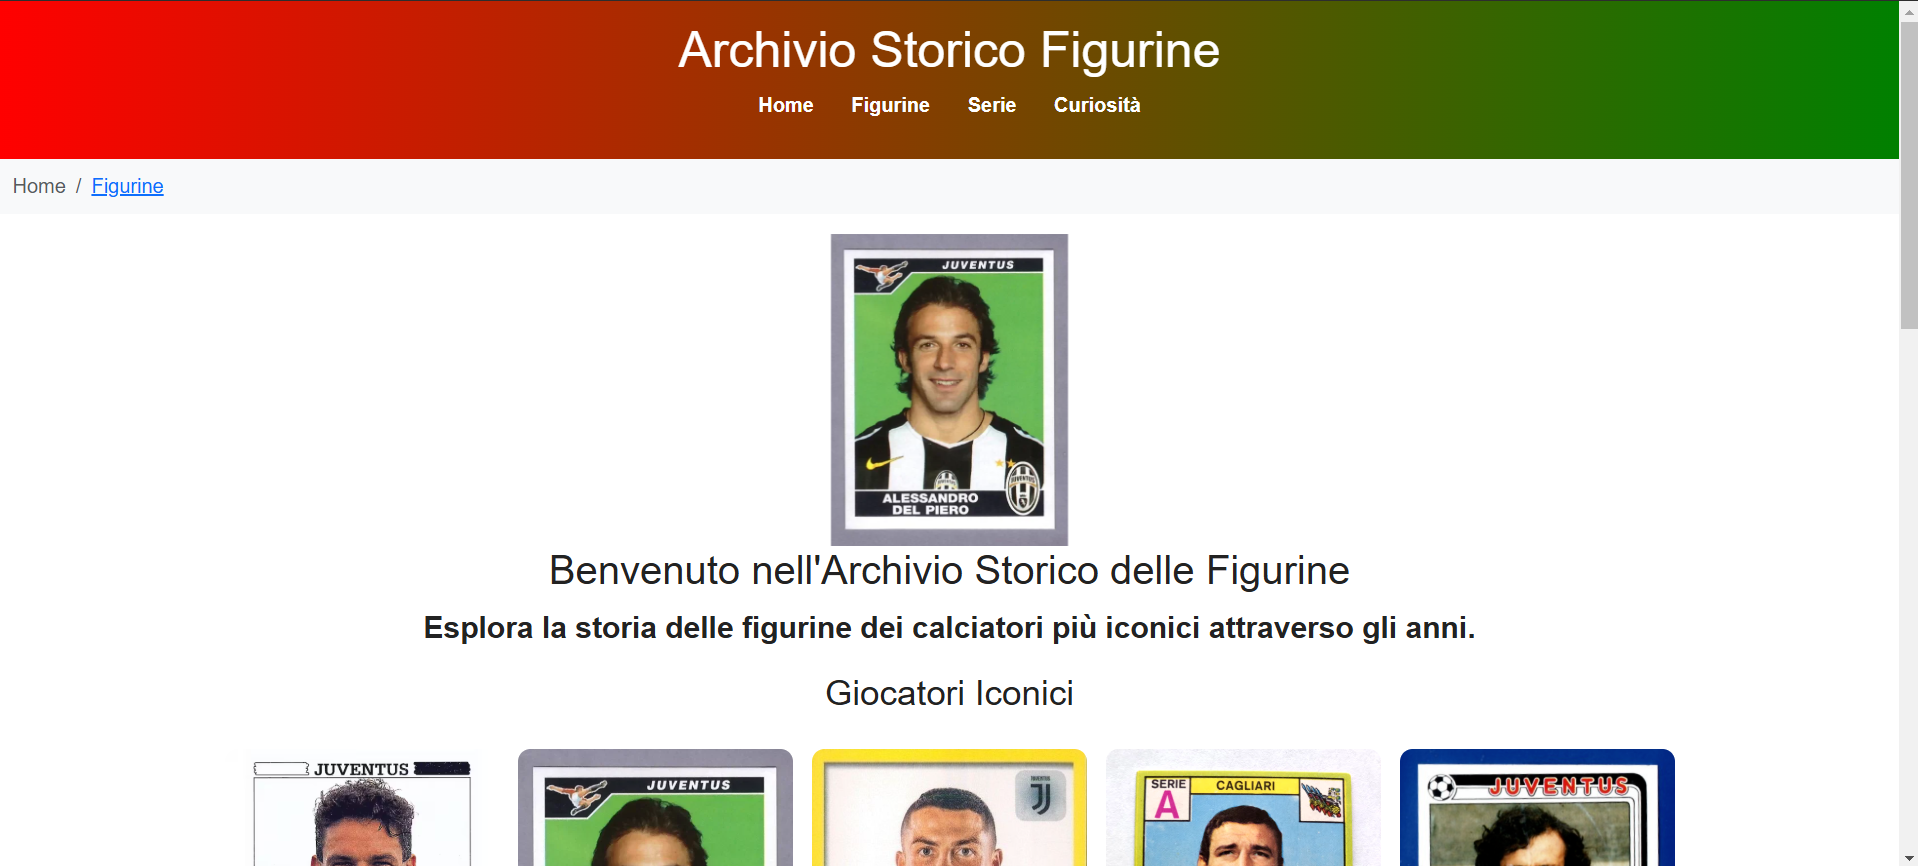 Archivio Storico Figurine
Home Figurine Serie Curiosità
Home / Figurine
JUVENTUS
JUVENTUS
ALESSANDRO
DEL PIERO
Benvenuto nell'Archivio Storico delle Figurine
Esplora la storia delle figurine dei calciatori più iconici attraverso gli anni.
Giocatori Iconici
JUVENTUS
JUVENTUS
SERIE
A
CAGLIARI
JUVENTUS